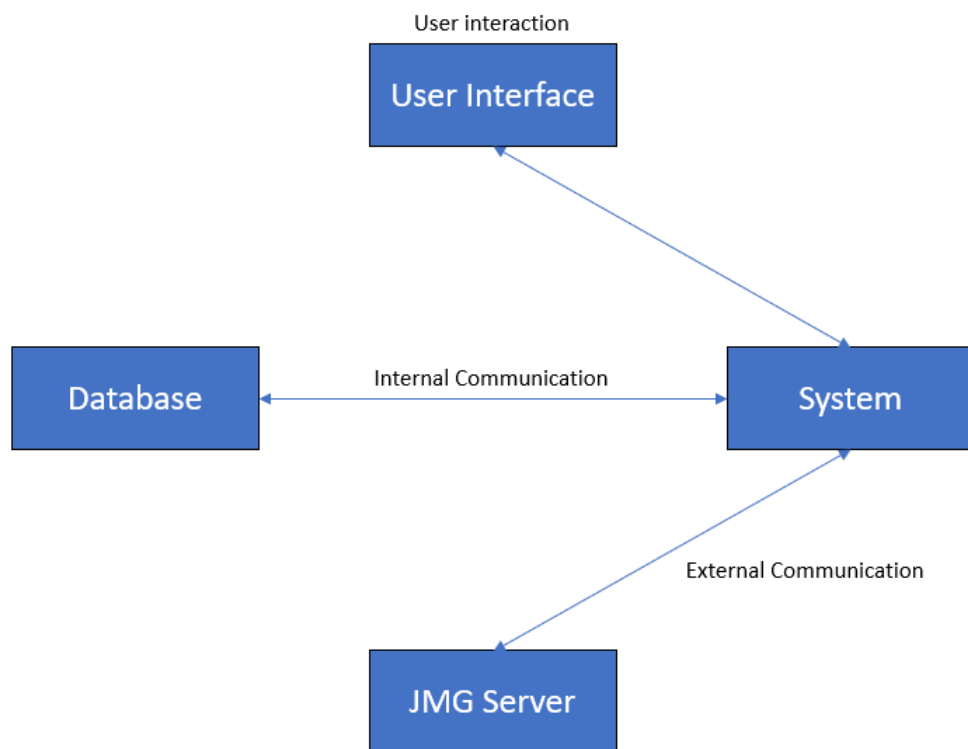 User interaction
User Interface
Internal Communication
Database
System
External Communication
JMG Server